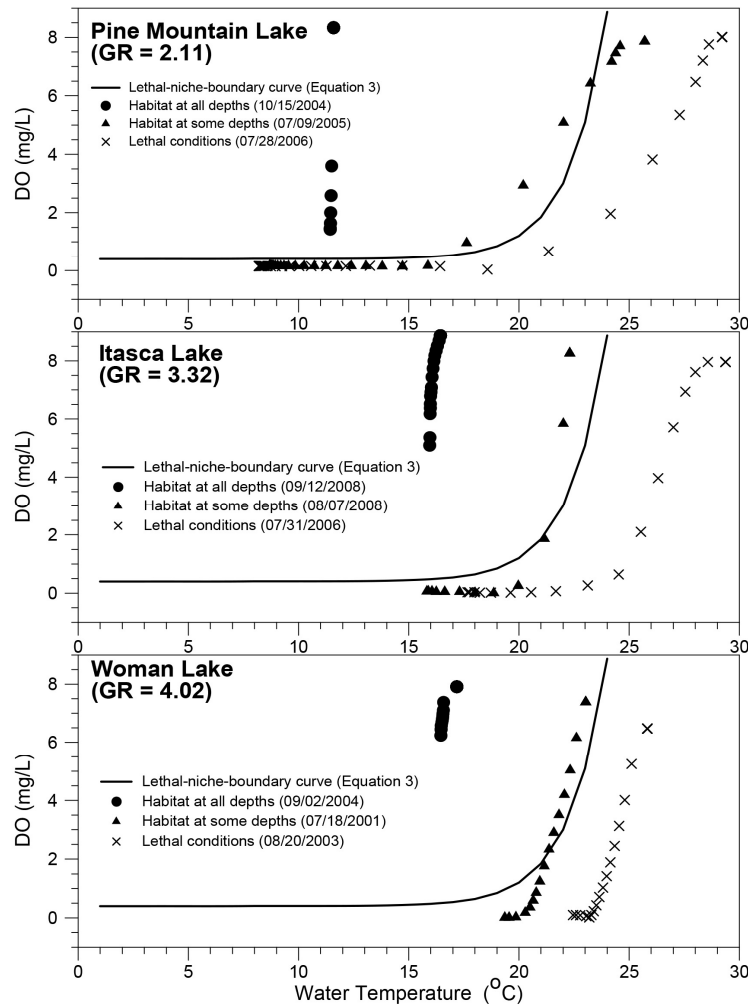 Pine Mountain Lake
(GR = 2.11)
Lethal-niche-boundary curve (Equation 3)
Habitat at all depths (10/15/2004)
Habitat at some depths (07/09/2005)
Lethal conditions (07/28/2006)
DO (mg/L)
8
6
4
2
0
0 5 10 15 20 25 30
Itasca Lake
(GR = 3.32)
Lethal-niche-boundary curve (Equation 3)
Habitat at all depths (09/12/2008)
Habitat at some depths (08/07/2008)
Lethal conditions (07/31/2006)
DO (mg/L)
8
6
4
2
0
0 5 10 15 20 25 30
Woman Lake
(GR = 4.02)
Lethal-niche-boundary curve (Equation 3)
Habitat at all depths (09/02/2004)
Habitat at some depths (07/18/2001)
Lethal conditions (08/20/2003)
DO (mg/L)
8
6
4
2
0
0 5 10 15 20 25 30
Water Temperature (°C)